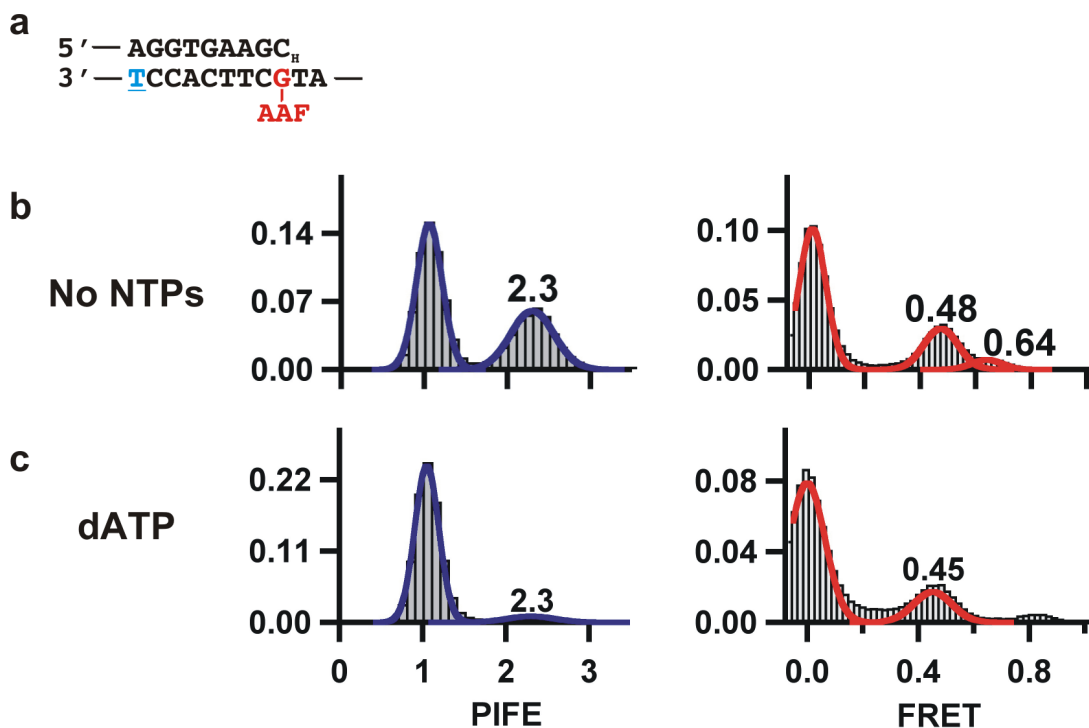 a
5′ — AGGTGAAGCH
3′ — TCCACTTCGTA —
AAF
b
No NTPs
0.14
0.07
0.00
2.3
0.10
0.05
0.00
0.48
0.64
c
dATP
0.22
0.11
0.00
2.3
0 1 2 3
PIFE
0.08
0.04
0.00
0.45
0.0 0.4 0.8
FRET